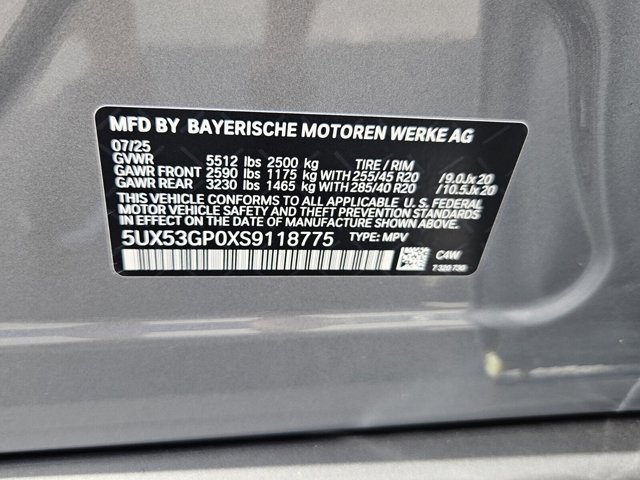 MFD BY BAYERISCHE MOTOREN WERKE AG
07/25
GVWR 5512 lbs 2500 kg TIRE / RIM
GAWR FRONT 2590 lbs 1175 kg WITH 255/45 R20 /9.0Jx20
GAWR REAR 3230 lbs 1465 kg WITH 285/40 R20 /10.5Jx20
THIS VEHICLE CONFORMS TO ALL APPLICABLE U. S. FEDERAL
MOTOR VEHICLE SAFETY AND THEFT PREVENTION STANDARDS
IN EFFECT ON THE DATE OF MANUFACTURE SHOWN ABOVE.
5UX53GP0XS9118775 TYPE: MPV
C4W
7 320 730